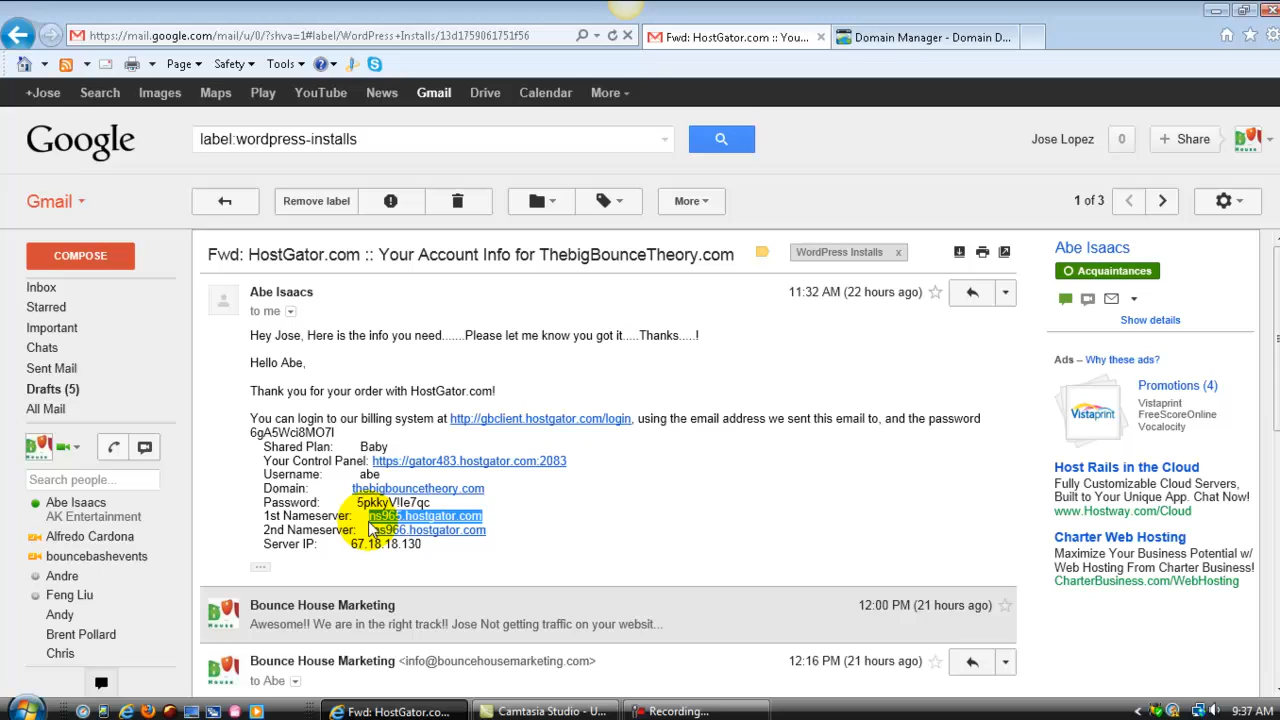 https://mail.google.com/mail/u/0/?shva=1#label/WordPress+Installs/13d1759061751f56
Fwd: HostGator.com :: You... x
Domain Manager - Domain D...
Page Safety Tools
+Jose Search Images Maps Play YouTube News Gmail Drive Calendar More
Google
label:wordpress-installs
Jose Lopez 0 + Share
Gmail
Remove label
More
1 of 3
COMPOSE
Inbox
Starred
Important
Chats
Sent Mail
Drafts (5)
All Mail
Search people...
Abe Isaacs
AK Entertainment
Alfredo Cardona
bouncebashevents
Andre
Feng Liu
Andy
Brent Pollard
Chris
Fwd: HostGator.com :: Your Account Info for ThebigBounceTheory.com
WordPress Installs x
Abe Isaacs
11:32 AM (22 hours ago)
to me
Hey Jose, Here is the info you need.......Please let me know you got it.....Thanks.....!
Hello Abe,
Thank you for your order with HostGator.com!
You can login to our billing system at http://gbclient.hostgator.com/login, using the email address we sent this email to, and the password
6gA5Wci8MO7I
Shared Plan: Baby
Your Control Panel: https://gator483.hostgator.com:2083
Username: abe
Domain: thebigbouncetheory.com
Password:
1st Nameserver: ns965.hostgator.com
2nd Nameserver: ns966.hostgator.com
Server IP: 67.18.18.130
...
Bounce House Marketing
12:00 PM (21 hours ago)
Awesome!! We are in the right track!! Jose Not getting traffic on your websit...
Bounce House Marketing <info@bouncehousemarketing.com>
12:16 PM (21 hours ago)
to Abe
Abe Isaacs
Acquaintances
Show details
Ads – Why these ads?
Promotions (4)
Vistaprint
Vistaprint
FreeScoreOnline
Vocalocity
Host Rails in the Cloud
Fully Customizable Cloud Servers,
Built to Your Unique App. Chat Now!
www.Hostway.com/Cloud
Charter Web Hosting
Maximize Your Business Potential w/
Web Hosting From Charter Business!
CharterBusiness.com/WebHosting
Fwd: HostGator.co...
Camtasia Studio - U...
Recording...
9:37 AM